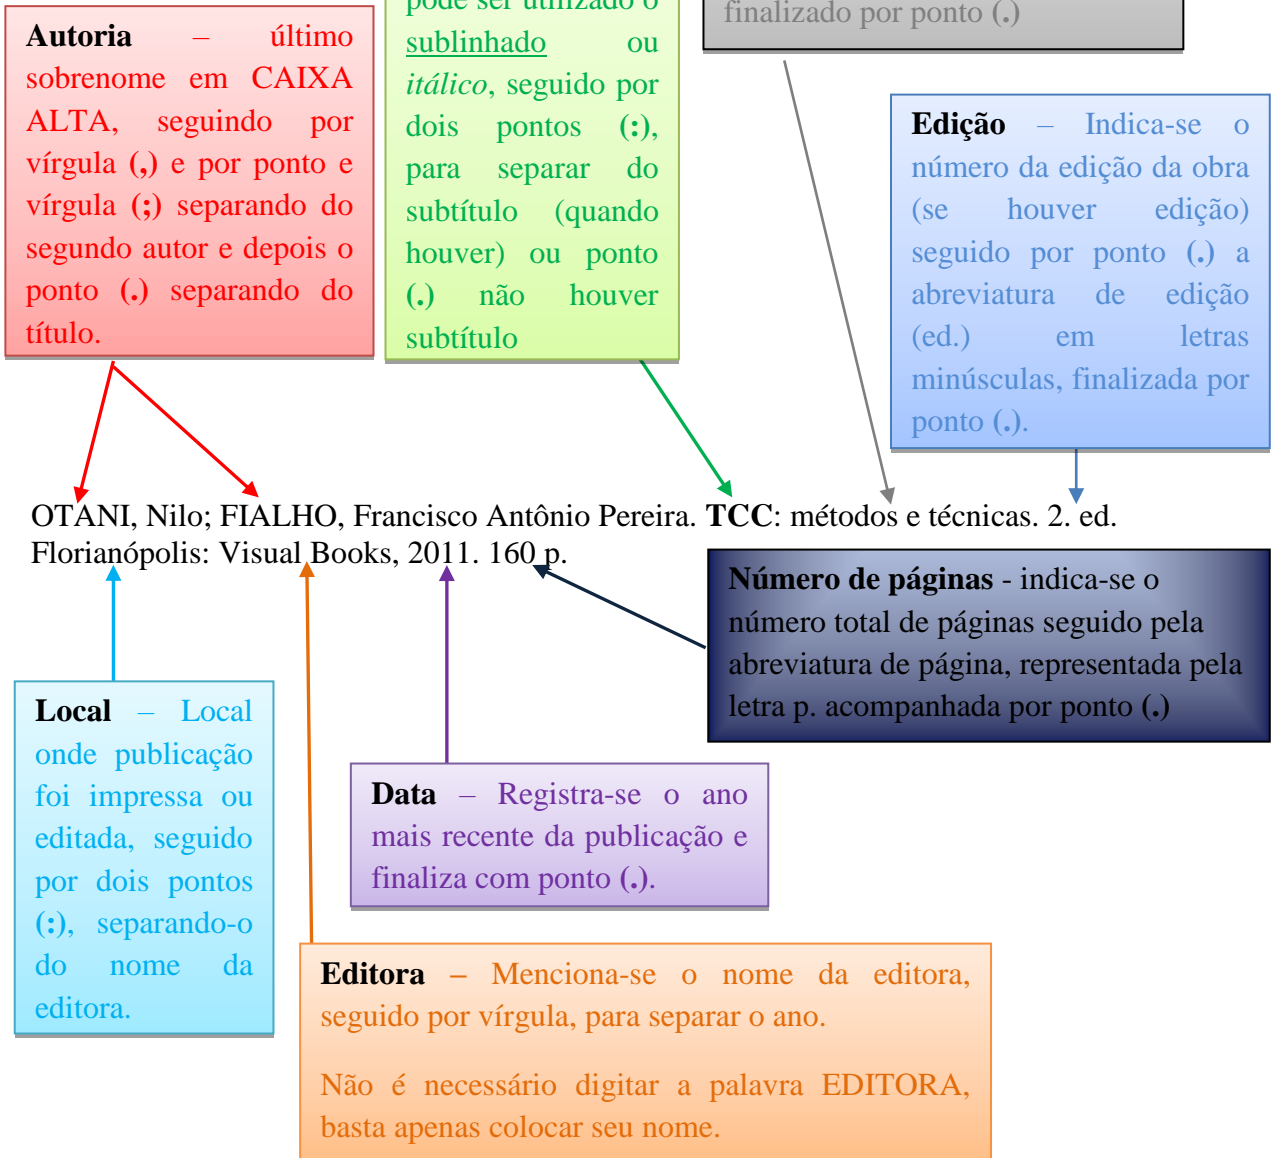 pode ser utilizado o
sublinhado ou
itálico, seguido por
dois pontos (:),
para separar do
subtítulo (quando
houver) ou ponto
(.) não houver
subtítulo
finalizado por ponto (.)
Autoria – último
sobrenome em CAIXA
ALTA, seguindo por
vírgula (,) e por ponto e
vírgula (;) separando do
segundo autor e depois o
ponto (.) separando do
título.
Edição – Indica-se o
número da edição da obra
(se houver edição)
seguido por ponto (.) a
abreviatura de edição
(ed.) em letras
minúsculas, finalizada por
ponto (.).
OTANI, Nilo; FIALHO, Francisco Antônio Pereira. TCC: métodos e técnicas. 2. ed.
Florianópolis: Visual Books, 2011. 160 p.
Número de páginas - indica-se o
número total de páginas seguido pela
abreviatura de página, representada pela
letra p. acompanhada por ponto (.)
Local – Local
onde publicação
foi impressa ou
editada, seguido
por dois pontos
(:), separando-o
do nome da
editora.
Data – Registra-se o ano
mais recente da publicação e
finaliza com ponto (.).
Editora – Menciona-se o nome da editora,
seguido por vírgula, para separar o ano.
Não é necessário digitar a palavra EDITORA,
basta apenas colocar seu nome.